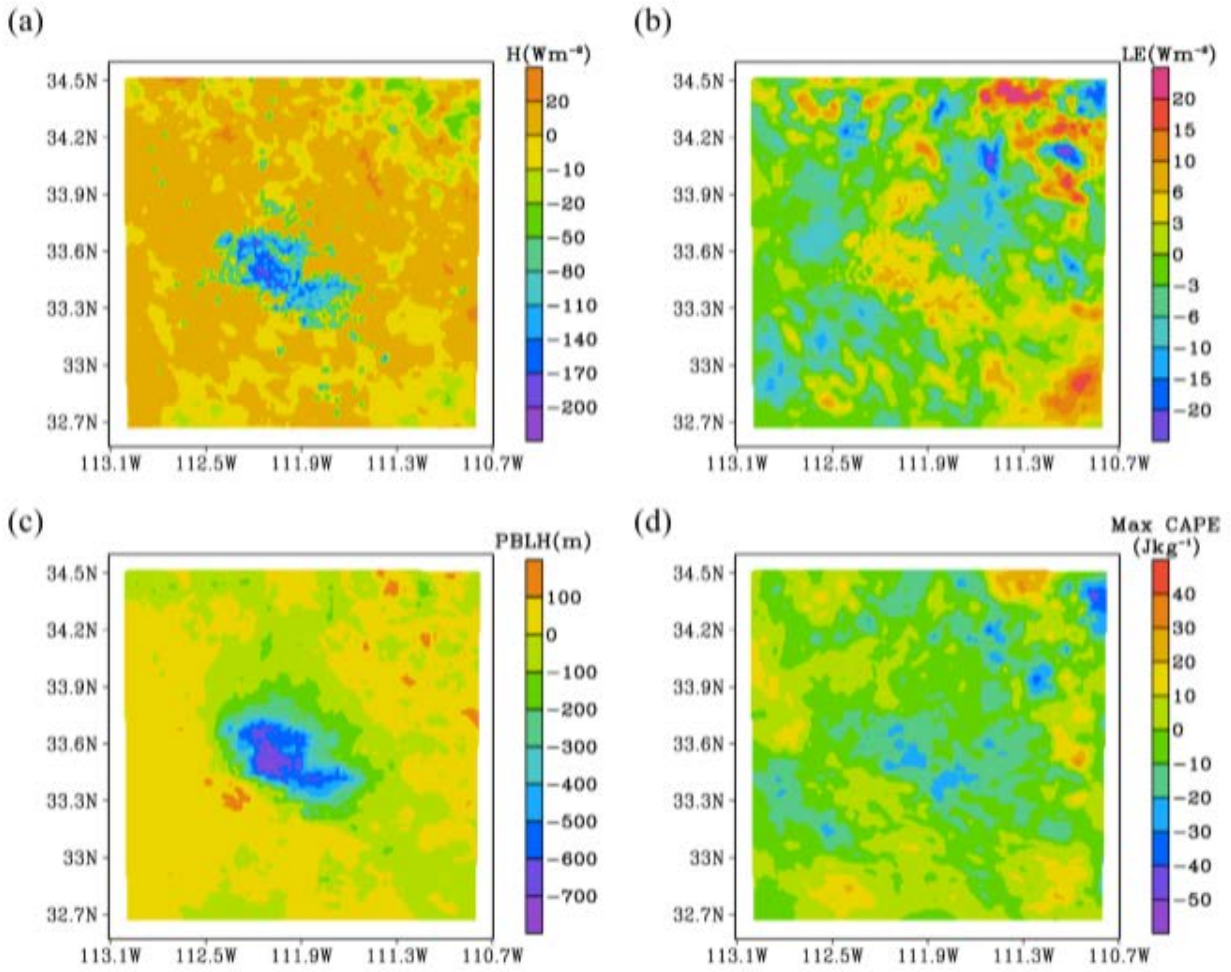 (a)
H(Wm⁻²)
34.5N
34.2N
33.9N
33.6N
33.3N
33N
32.7N
113.1W 112.5W 111.9W 111.3W 110.7W
20
0
−10
−20
−50
−80
−110
−140
−170
−200
(b)
LE(Wm⁻²)
34.5N
34.2N
33.9N
33.6N
33.3N
33N
32.7N
113.1W 112.5W 111.9W 111.3W 110.7W
20
15
10
6
3
0
−3
−6
−10
−15
−20
(c)
PBLH(m)
34.5N
34.2N
33.9N
33.6N
33.3N
33N
32.7N
113.1W 112.5W 111.9W 111.3W 110.7W
100
0
−100
−200
−300
−400
−500
−600
−700
(d)
Max CAPE
(Jkg⁻¹)
34.5N
34.2N
33.9N
33.6N
33.3N
33N
32.7N
113.1W 112.5W 111.9W 111.3W 110.7W
40
30
20
10
0
−10
−20
−30
−40
−50